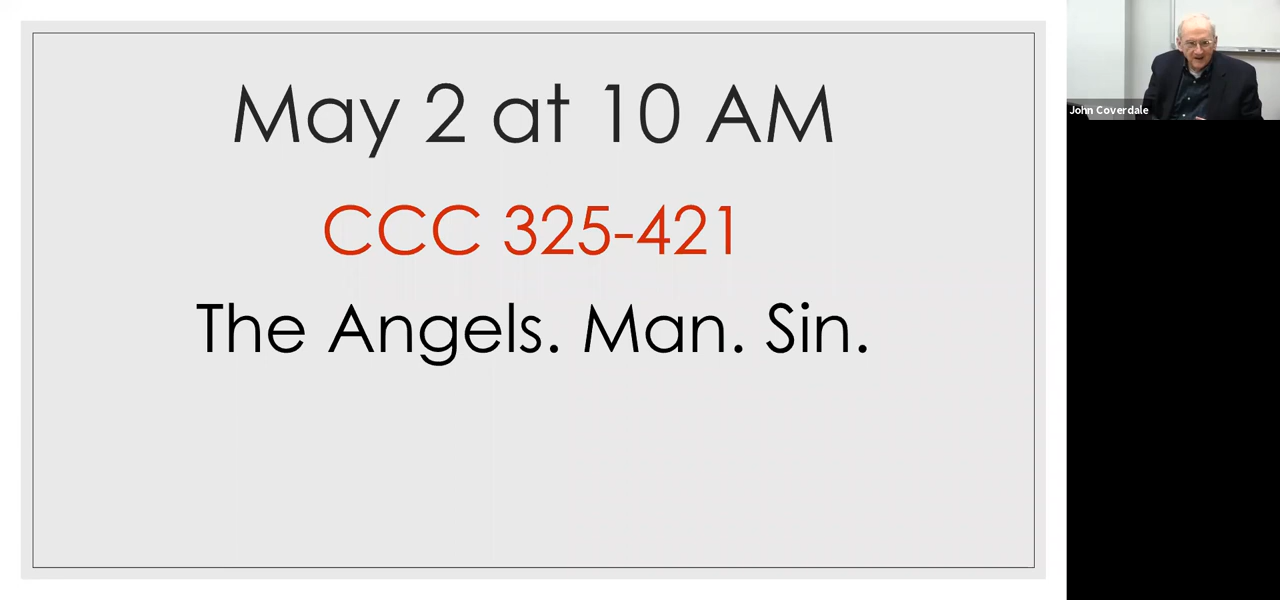 May 2 at 10 AM
CCC 325-421
The Angels. Man. Sin.
John Coverdale